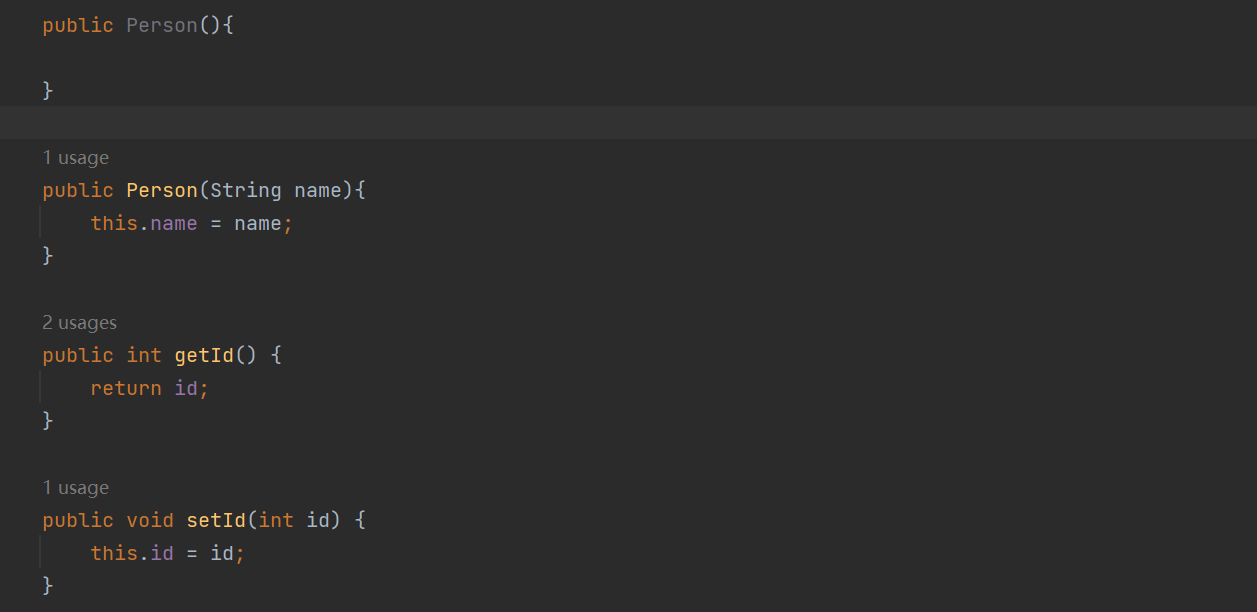 public Person(){
}
1 usage
public Person(String name){
this.name = name;
}
2 usages
public int getId() {
return id;
}
1 usage
public void setId(int id) {
this.id = id;
}